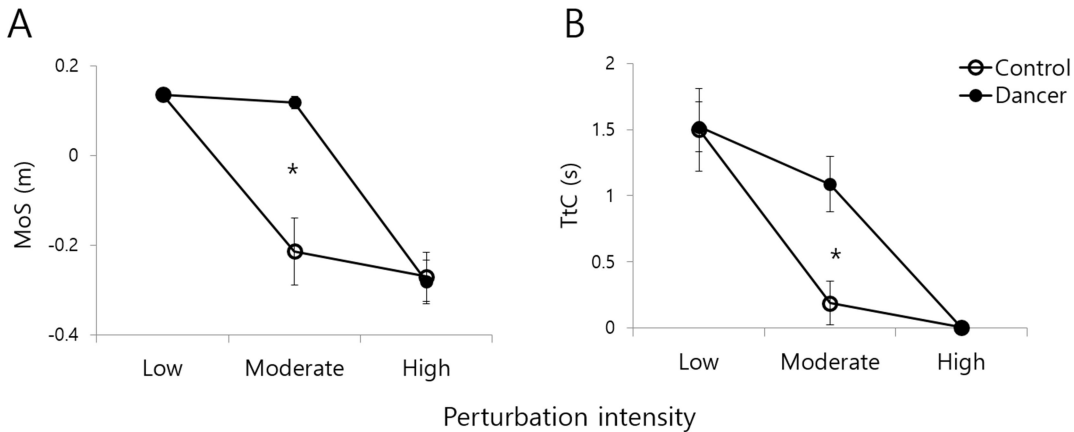 A
MoS (m)
0.2
0
-0.2
-0.4
*
Low
Moderate
High
B
TtC (s)
2
1.5
1
0.5
0
*
Low
Moderate
High
Control
Dancer
Perturbation intensity